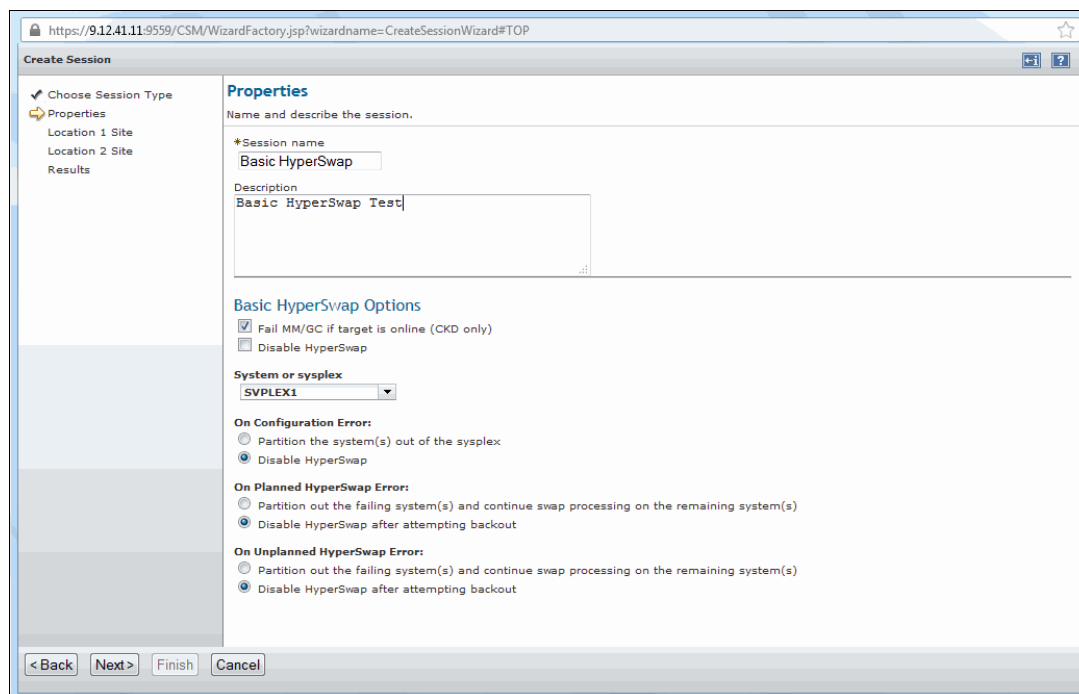 https://9.12.41.11:9559/CSM/WizardFactory.jsp?wizardname=CreateSessionWizard#TOP
Create Session
?
Choose Session Type
Properties
Location 1 Site
Location 2 Site
Results
Properties
Name and describe the session.
*Session name
Basic HyperSwap
Description
Basic HyperSwap Test
Basic HyperSwap Options
Fail MM/GC if target is online (CKD only)
Disable HyperSwap
System or sysplex
SVPLEX1
On Configuration Error:
Partition the system(s) out of the sysplex
Disable HyperSwap
On Planned HyperSwap Error:
Partition out the failing system(s) and continue swap processing on the remaining system(s)
Disable HyperSwap after attempting backout
On Unplanned HyperSwap Error:
Partition out the failing system(s) and continue swap processing on the remaining system(s)
Disable HyperSwap after attempting backout
< Back Next > Finish Cancel